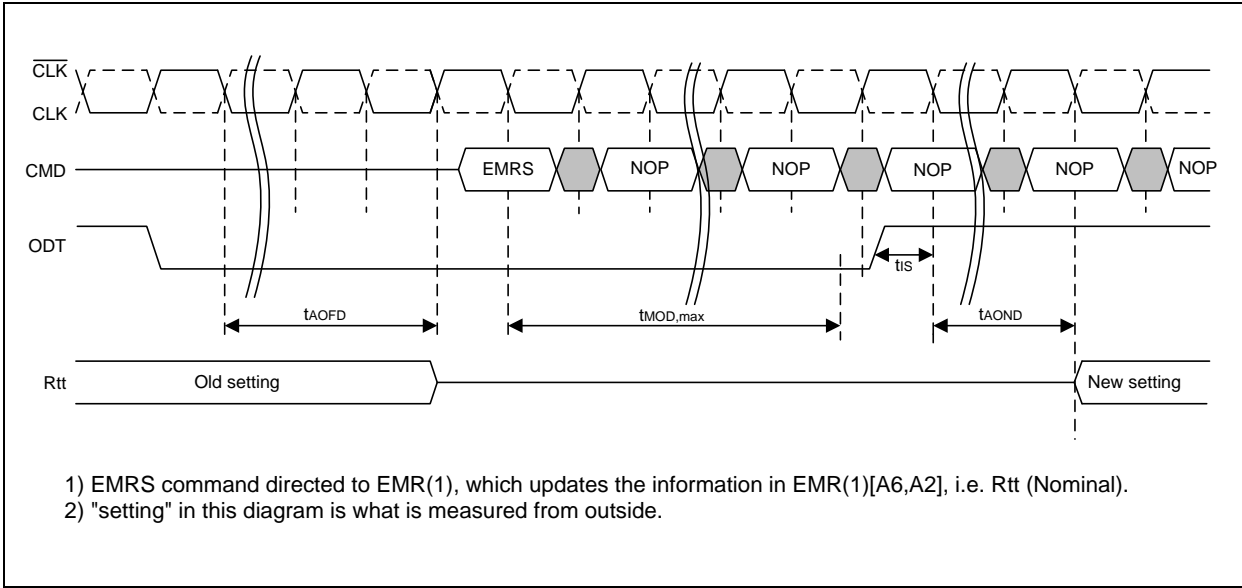 CLK
CLK
CMD
EMRS NOP NOP NOP NOP NOP
ODT
tIS
tAOFD tMOD,max tAOND
Rtt Old setting New setting
1) EMRS command directed to EMR(1), which updates the information in EMR(1)[A6,A2], i.e. Rtt (Nominal).
2) "setting" in this diagram is what is measured from outside.